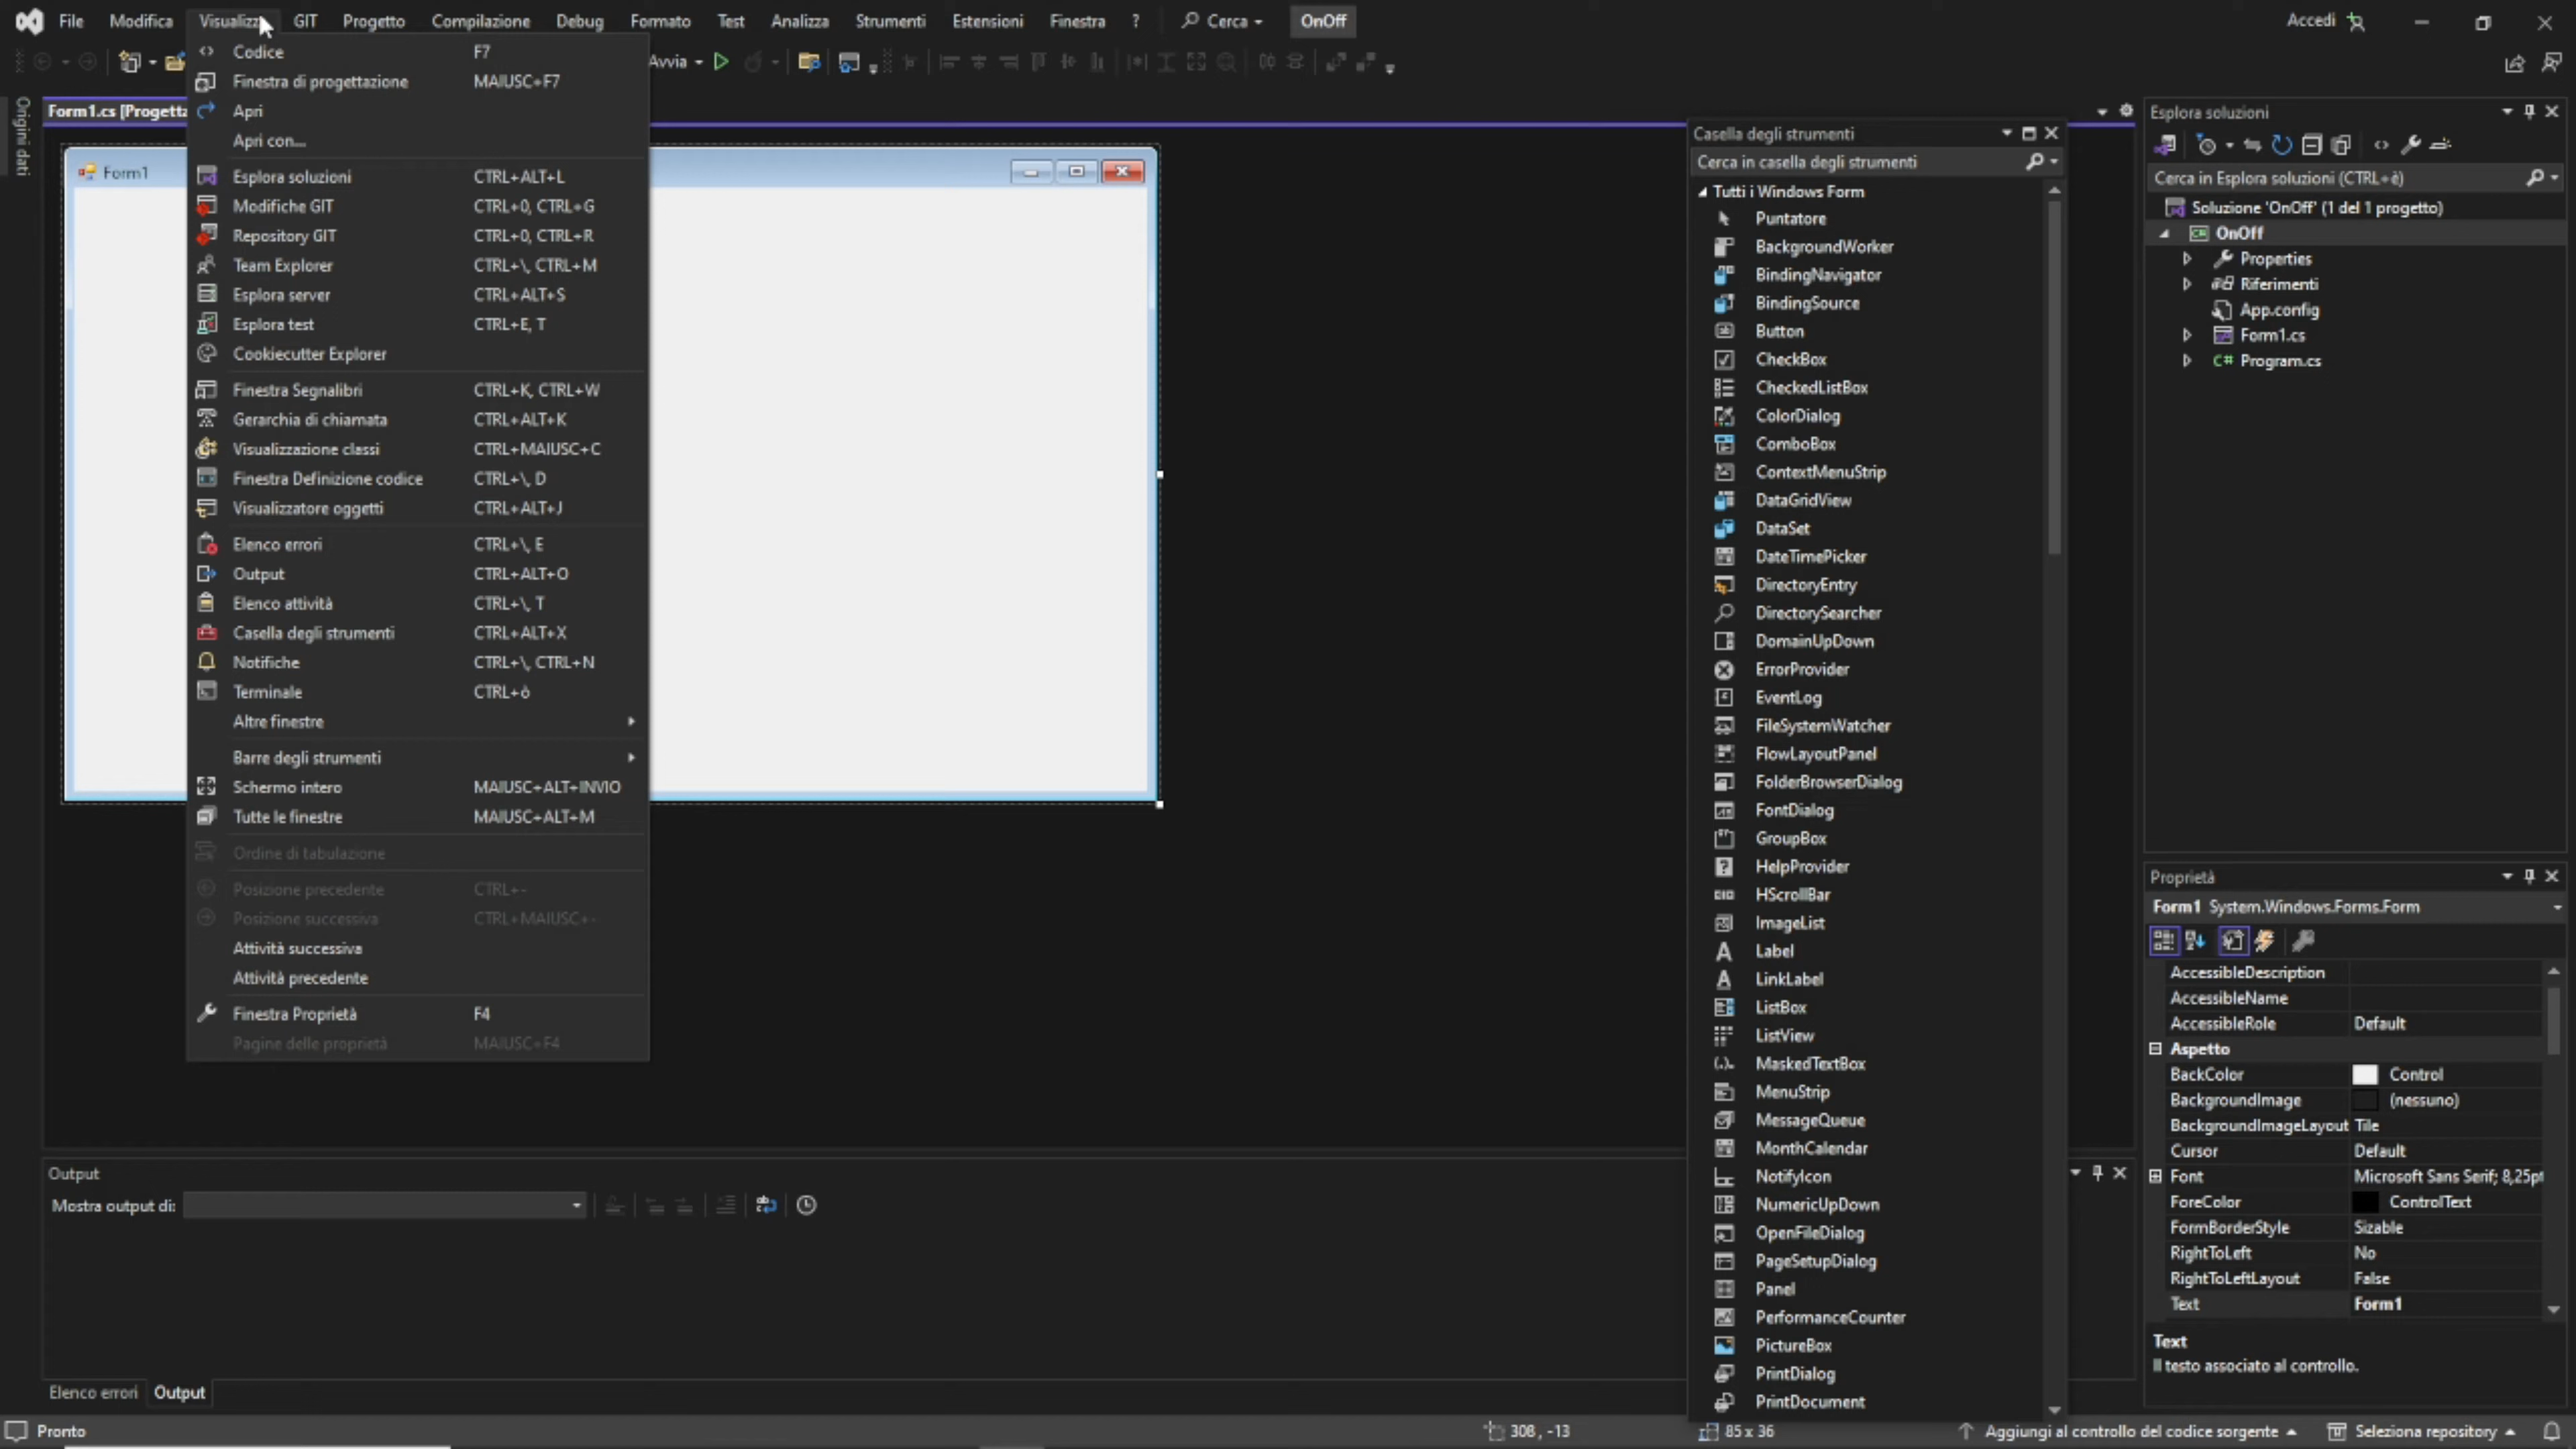 File Modifica Visualizz GIT Progetto Compilazione Debug Formato Test Analizza Strumenti Estensioni Finestra ? Cerca OnOff Accedi
Avvia
Origini dati
Form1.cs [Progetta
Form1
Codice F7
Finestra di progettazione MAIUSC+F7
Apri
Apri con...
Esplora soluzioni CTRL+ALT+L
Modifiche GIT CTRL+0, CTRL+G
Repository GIT CTRL+0, CTRL+R
Team Explorer CTRL+\, CTRL+M
Esplora server CTRL+ALT+S
Esplora test CTRL+E, T
Cookiecutter Explorer
Finestra Segnalibri CTRL+K, CTRL+W
Gerarchia di chiamata CTRL+ALT+K
Visualizzazione classi CTRL+MAIUSC+C
Finestra Definizione codice CTRL+\, D
Visualizzatore oggetti CTRL+ALT+J
Elenco errori CTRL+\, E
Output CTRL+ALT+O
Elenco attività CTRL+\, T
Casella degli strumenti CTRL+ALT+X
Notifiche CTRL+\, CTRL+N
Terminale CTRL+ò
Altre finestre
Barre degli strumenti
Schermo intero MAIUSC+ALT+INVIO
Tutte le finestre MAIUSC+ALT+M
Ordine di tabulazione
Posizione precedente CTRL+-
Posizione successiva CTRL+MAIUSC+-
Attività successiva
Attività precedente
Finestra Proprietà F4
Pagine delle proprietà MAIUSC+F4
Casella degli strumenti
Cerca in casella degli strumenti
Tutti i Windows Form
Puntatore
BackgroundWorker
BindingNavigator
BindingSource
Button
CheckBox
CheckedListBox
ColorDialog
ComboBox
ContextMenuStrip
DataGridView
DataSet
DateTimePicker
DirectoryEntry
DirectorySearcher
DomainUpDown
ErrorProvider
EventLog
FileSystemWatcher
FlowLayoutPanel
FolderBrowserDialog
FontDialog
GroupBox
HelpProvider
HScrollBar
ImageList
Label
LinkLabel
ListBox
ListView
MaskedTextBox
MenuStrip
MessageQueue
MonthCalendar
NotifyIcon
NumericUpDown
OpenFileDialog
PageSetupDialog
Panel
PerformanceCounter
PictureBox
PrintDialog
PrintDocument
Esplora soluzioni
Cerca in Esplora soluzioni (CTRL+è)
Soluzione 'OnOff' (1 del 1 progetto)
OnOff
Properties
Riferimenti
App.config
Form1.cs
C# Program.cs
Proprietà
Form1 System.Windows.Forms.Form
AccessibleDescription
AccessibleName
AccessibleRole Default
Aspetto
BackColor Control
BackgroundImage (nessuno)
BackgroundImageLayout Tile
Cursor Default
Font Microsoft Sans Serif; 8,25pt
ForeColor ControlText
FormBorderStyle Sizable
RightToLeft No
RightToLeftLayout False
Text Form1
Text
Il testo associato al controllo.
Output
Mostra output di:
Elenco errori Output
Pronto 308 , -13 85 x 36 Aggiungi al controllo del codice sorgente Seleziona repository